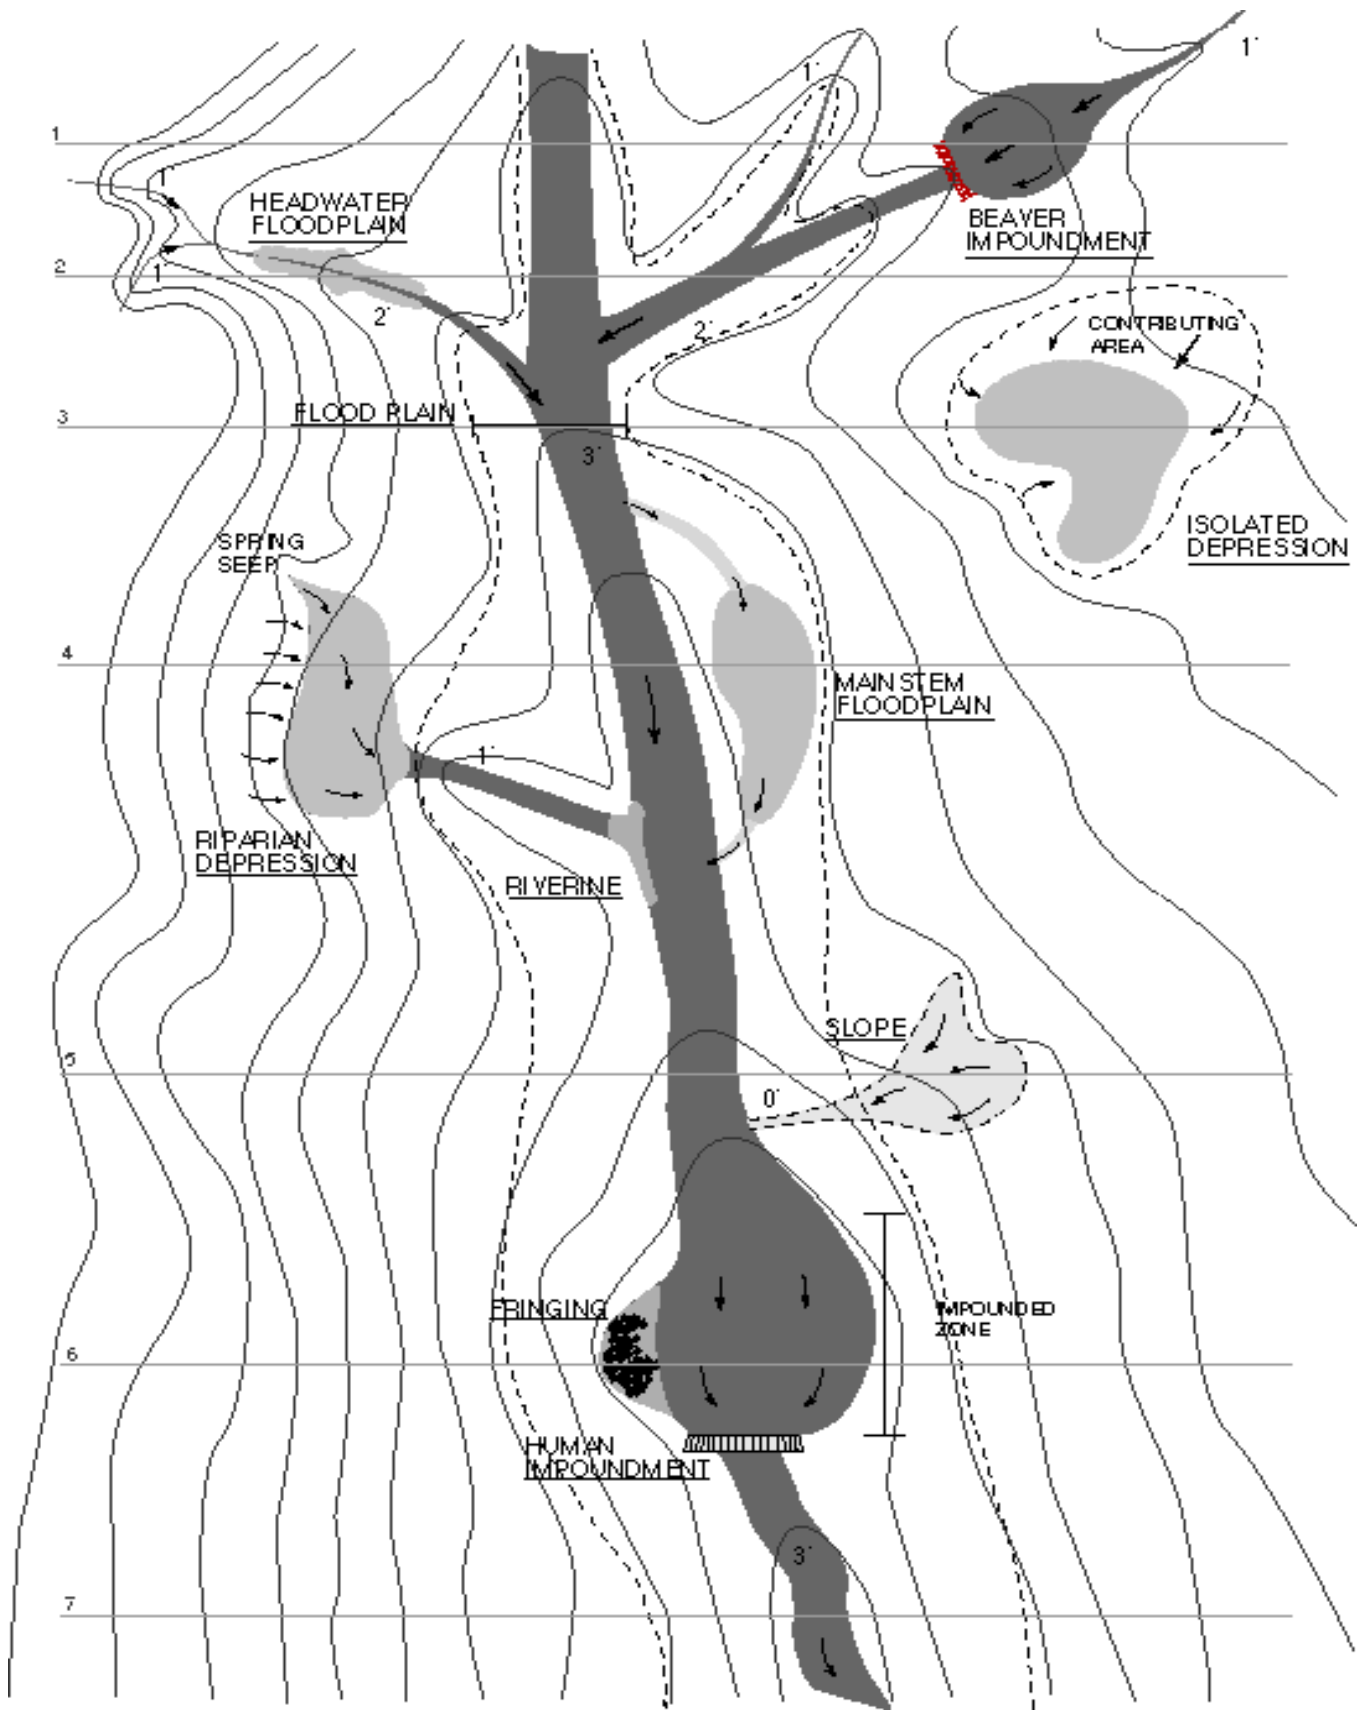 1'
1'
1
1
HEADWATER
FLOODPLAIN
BEAVER
IMPOUNDMENT
2
1'
2'
2'
CONTRIBUTING
AREA
3
FLOOD PLAIN
3'
ISOLATED
DEPRESSION
SPRING
SEEP
4
MAINSTEM
FLOODPLAIN
1'
RIPARIAN
DEPRESSION
RIVERINE
SLOPE
5
0'
FRINGING
IMPOUNDED
ZONE
6
HUMAN
IMPOUNDMENT
3'
7